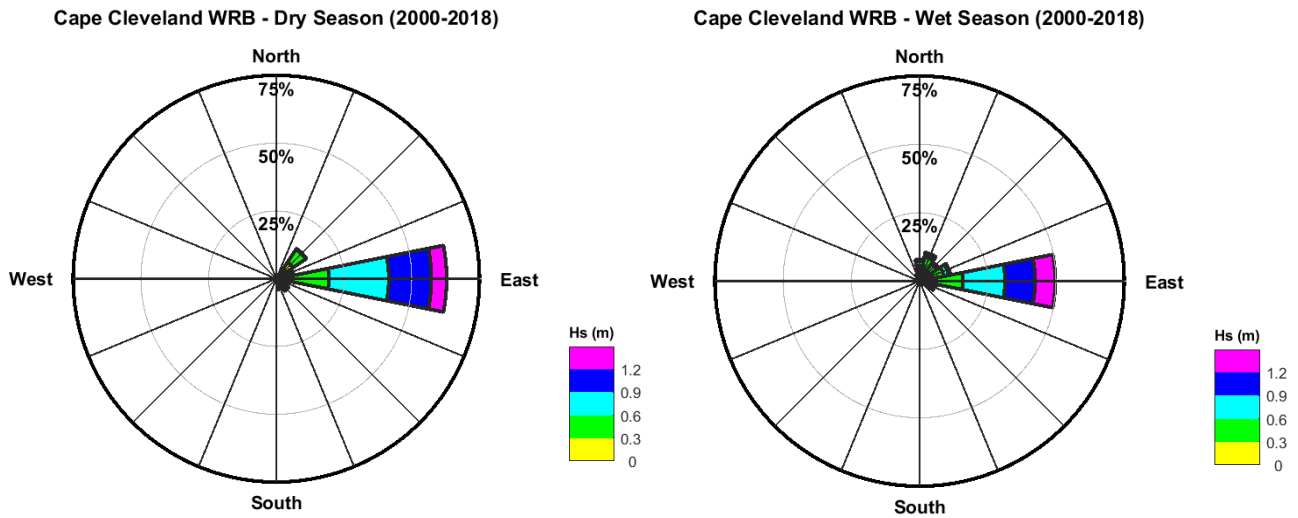 Cape Cleveland WRB - Dry Season (2000-2018)
North
75%
50%
25%
West
East
South
Hs (m)
1.2
0.9
0.6
0.3
0
Cape Cleveland WRB - Wet Season (2000-2018)
North
75%
50%
25%
West
East
South
Hs (m)
1.2
0.9
0.6
0.3
0